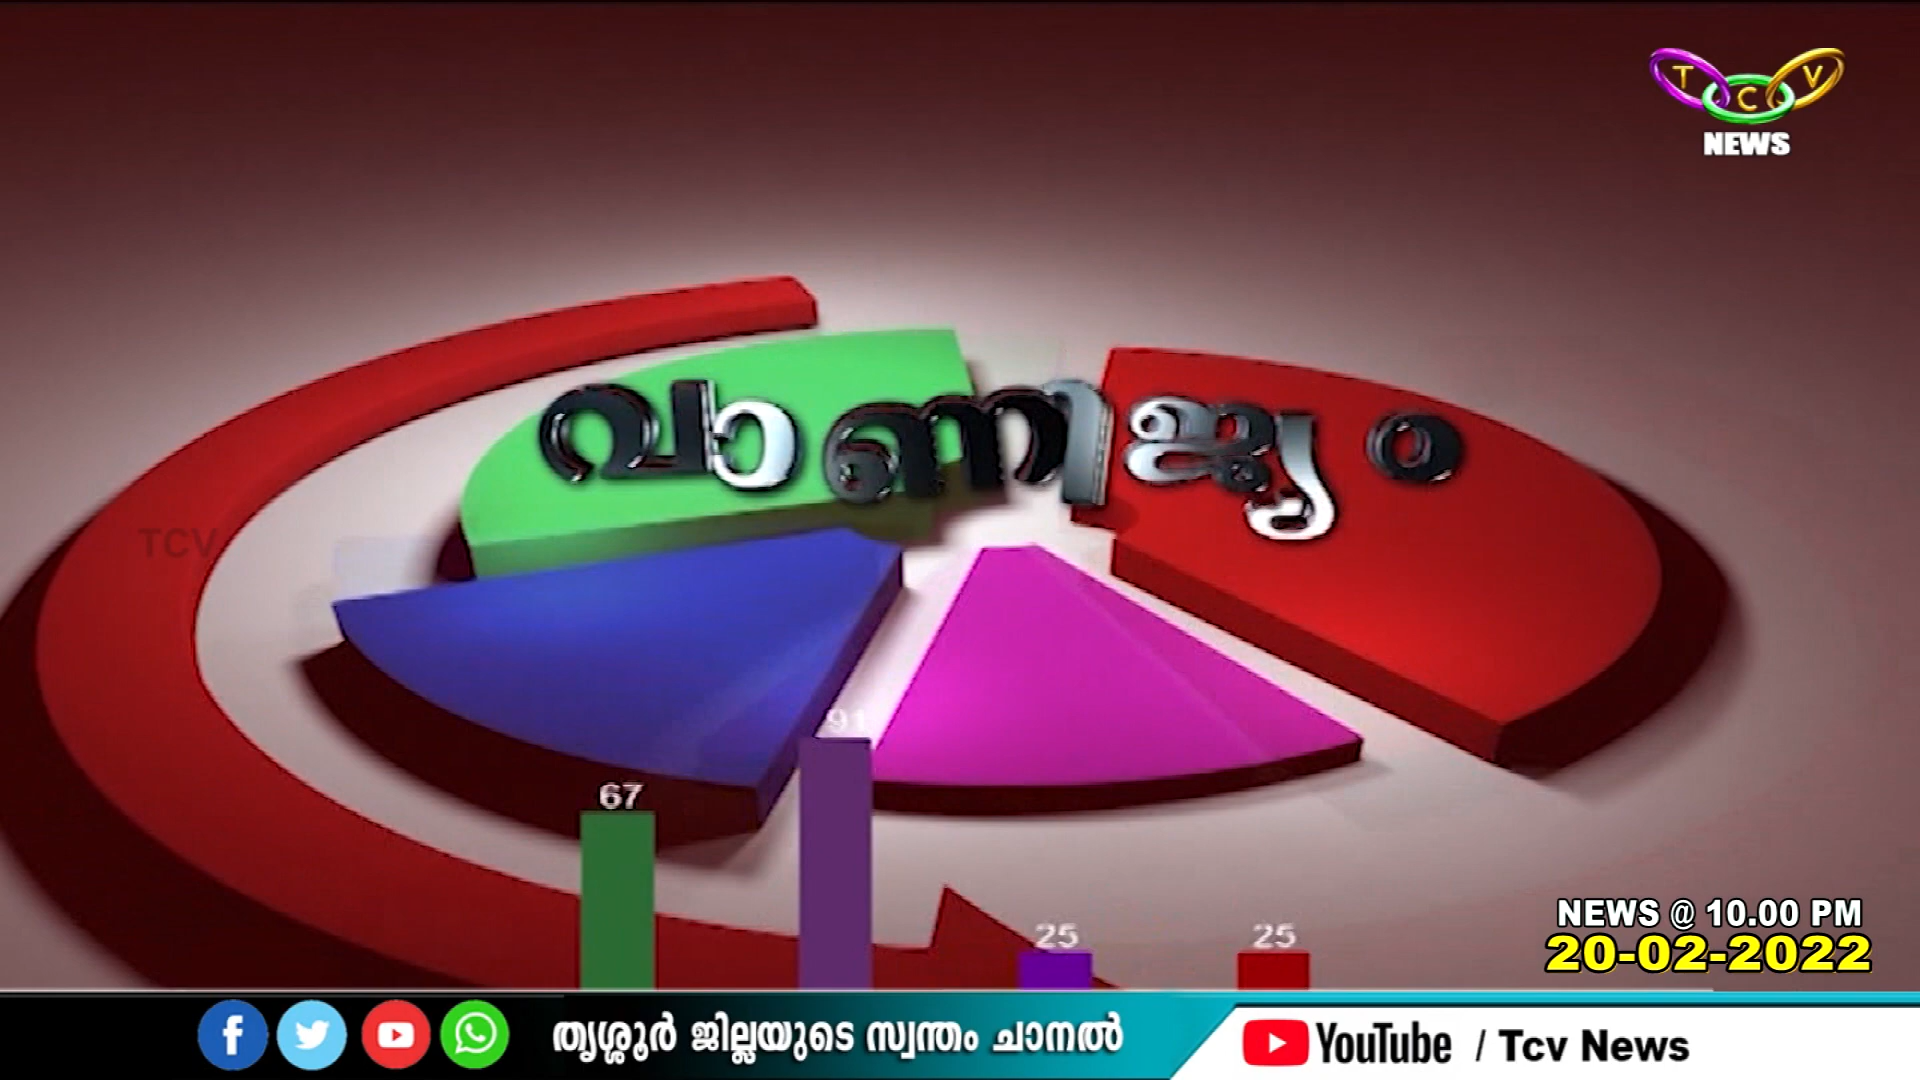 T C V
NEWS
വാണിജ്യം
TCV
91
67
25
25
NEWS @ 10.00 PM
20-02-2022
തൃശ്ശൂർ ജില്ലയുടെ സ്വന്തം ചാനൽ
YouTube / Tcv News